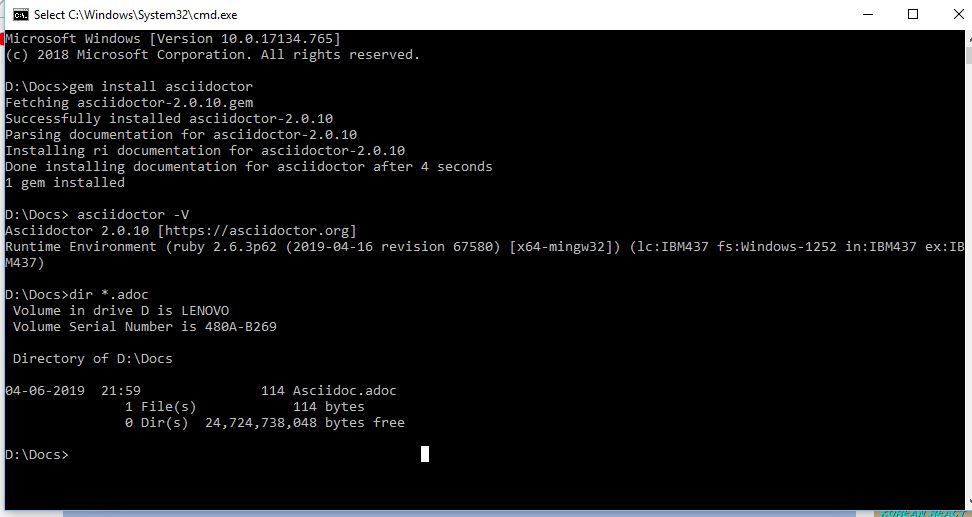 Select C:\Windows\System32\cmd.exe
Microsoft Windows [Version 10.0.17134.765]
(c) 2018 Microsoft Corporation. All rights reserved.
D:\Docs>gem install asciidoctor
Fetching asciidoctor-2.0.10.gem
Successfully installed asciidoctor-2.0.10
Parsing documentation for asciidoctor-2.0.10
Installing ri documentation for asciidoctor-2.0.10
Done installing documentation for asciidoctor after 4 seconds
1 gem installed
D:\Docs> asciidoctor -V
Asciidoctor 2.0.10 [https://asciidoctor.org]
Runtime Environment (ruby 2.6.3p62 (2019-04-16 revision 67580) [x64-mingw32]) (lc:IBM437 fs:Windows-1252 in:IBM437 ex:IB
M437)
D:\Docs>dir *.adoc
Volume in drive D is LENOVO
Volume Serial Number is 480A-B269
Directory of D:\Docs
04-06-2019 21:59 114 Asciidoc.adoc
1 File(s) 114 bytes
0 Dir(s) 24,724,738,048 bytes free
D:\Docs>